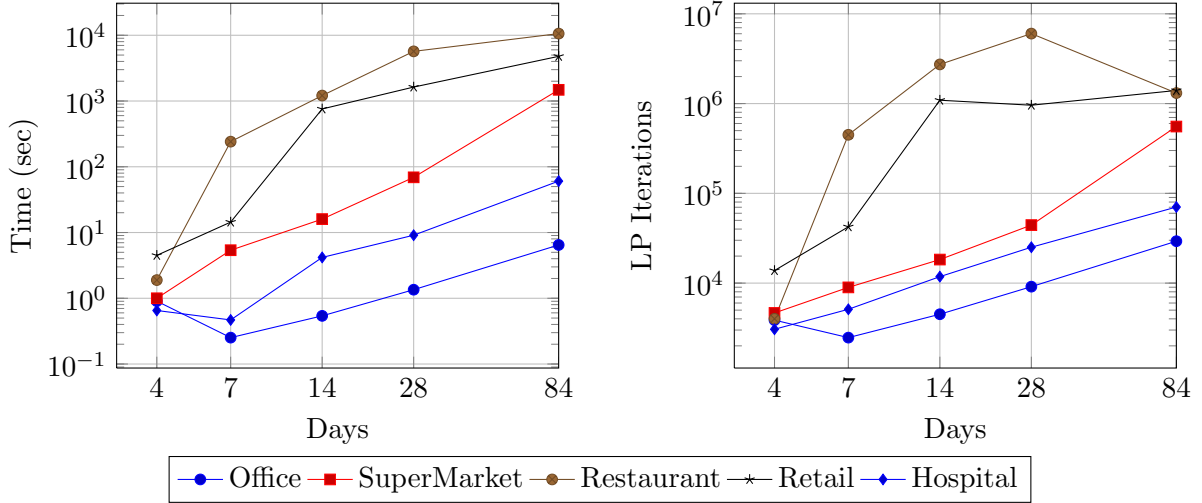 10^4
10^3
10^2
10^1
10^0
10^−1
Time (sec)
4 7 14 28 84
Days
10^7
10^6
10^5
10^4
LP Iterations
4 7 14 28 84
Days
Office SuperMarket Restaurant Retail Hospital